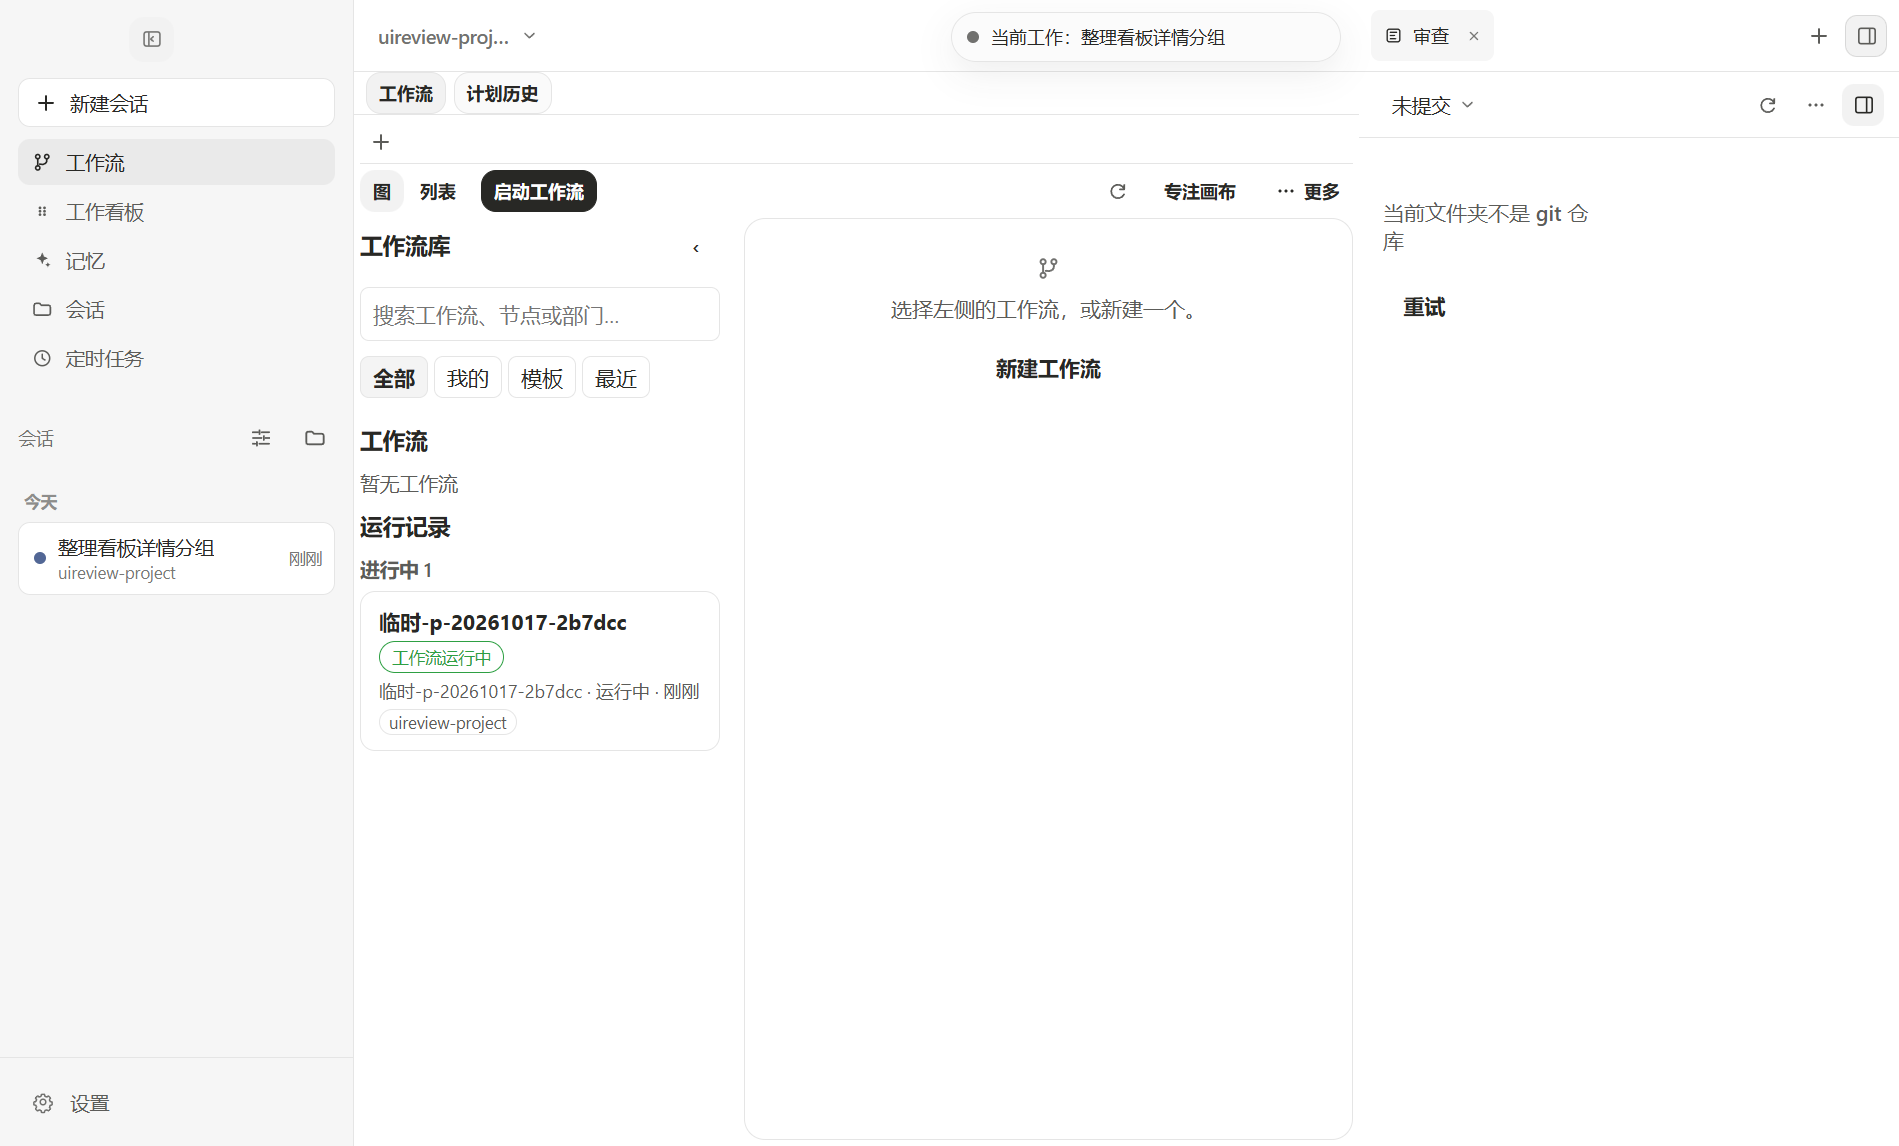 新建会话
工作流
工作看板
记忆
会话
定时任务
会话
今天
整理看板详情分组
uireview-project
刚刚
设置
uireview-proj...
当前工作：整理看板详情分组
工作流
计划历史
图
列表
启动工作流
专注画布
更多
工作流库
搜索工作流、节点或部门...
全部
我的
模板
最近
工作流
暂无工作流
运行记录
进行中 1
临时-p-20261017-2b7dcc
工作流运行中
临时-p-20261017-2b7dcc · 运行中 · 刚刚
uireview-project
选择左侧的工作流，或新建一个。
新建工作流
审查
未提交
当前文件夹不是 git 仓
库
重试